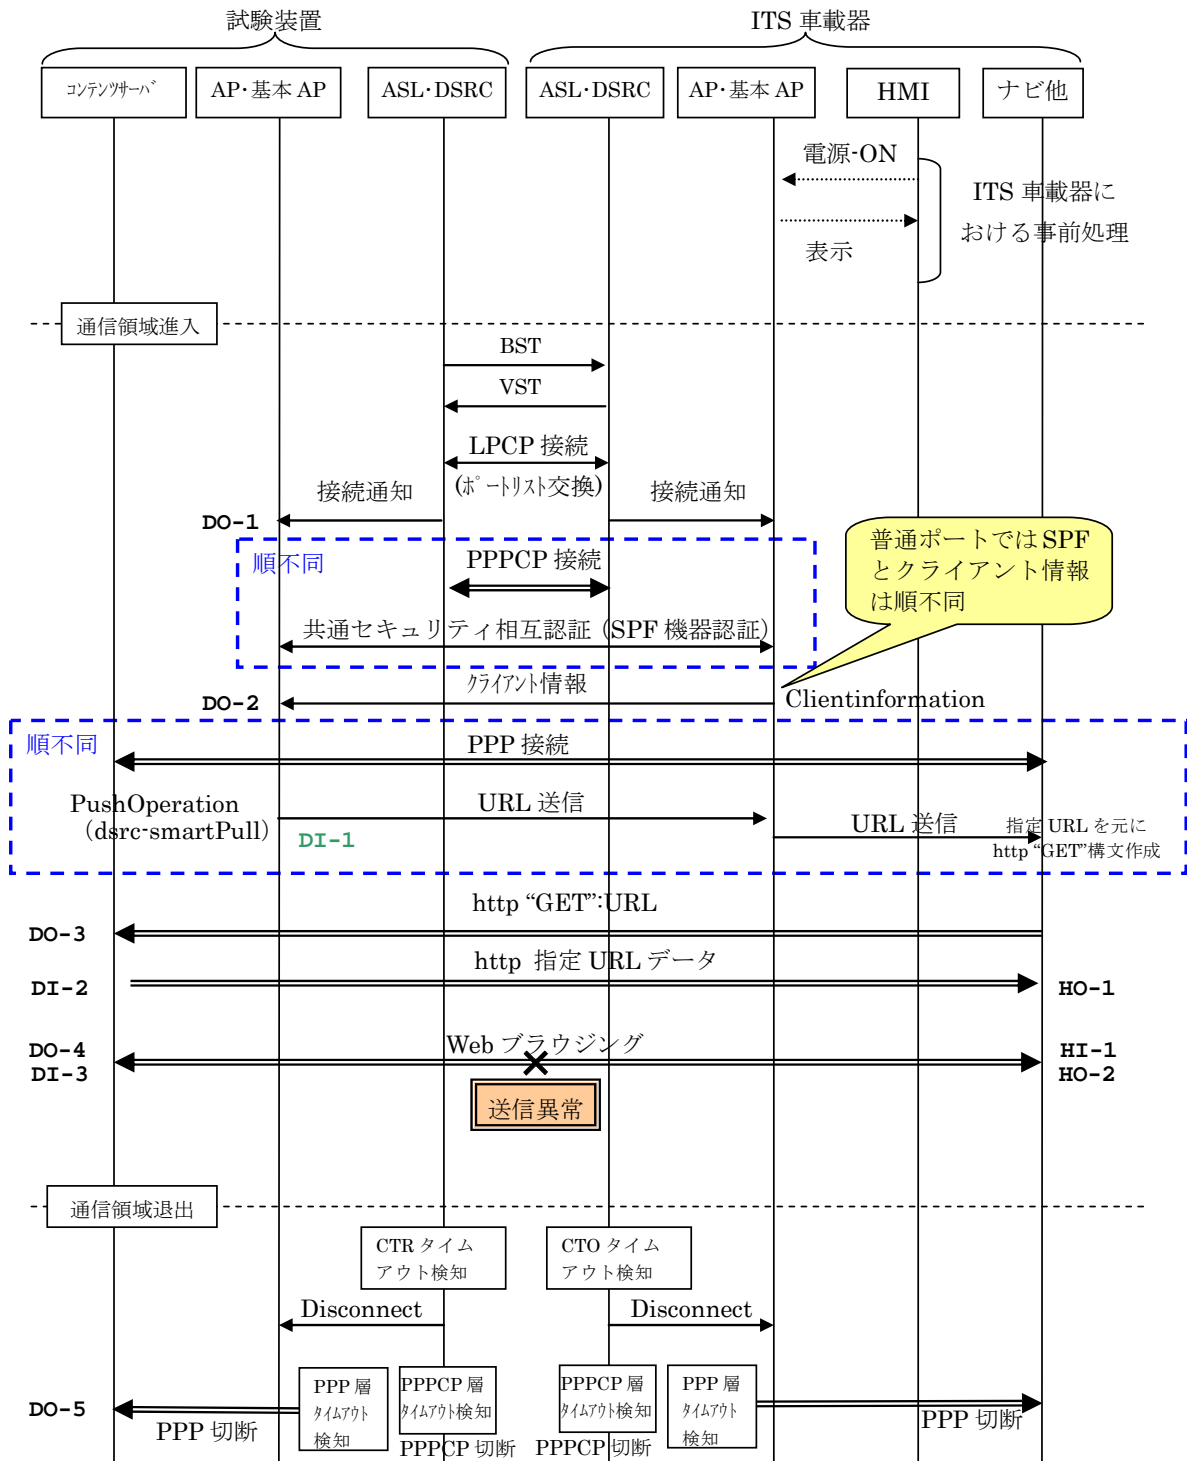 試験装置
ITS 車載器
コンテンツサーバ
AP・基本 AP
ASL・DSRC
ASL・DSRC
AP・基本 AP
HMI
ナビ他
電源-ON
ITS 車載器に
おける事前処理
表示
通信領域進入
BST
VST
LPCP 接続
(ポートリスト交換)
接続通知
接続通知
DO-1
順不同
PPPCP 接続
普通ポートでは SPF
とクライアント情報
は順不同
共通セキュリティ相互認証（SPF 機器認証）
クライアント情報
DO-2
Clientinformation
順不同
PPP 接続
PushOperation
（dsrc-smartPull）
DI-1
URL 送信
URL 送信
指定 URL を元に
http “GET”構文作成
http “GET”:URL
DO-3
http 指定 URL データ
DI-2
HO-1
Web ブラウジング
DO-4
DI-3
HI-1
HO-2
送信異常
通信領域退出
CTR タイム
アウト検知
CTO タイム
アウト検知
Disconnect
Disconnect
PPP 層
タイムアウト
検知
PPPCP 層
タイムアウト検知
PPPCP 層
タイムアウト検知
PPP 層
タイムアウト
検知
DO-5
PPP 切断
PPPCP 切断
PPPCP 切断
PPP 切断